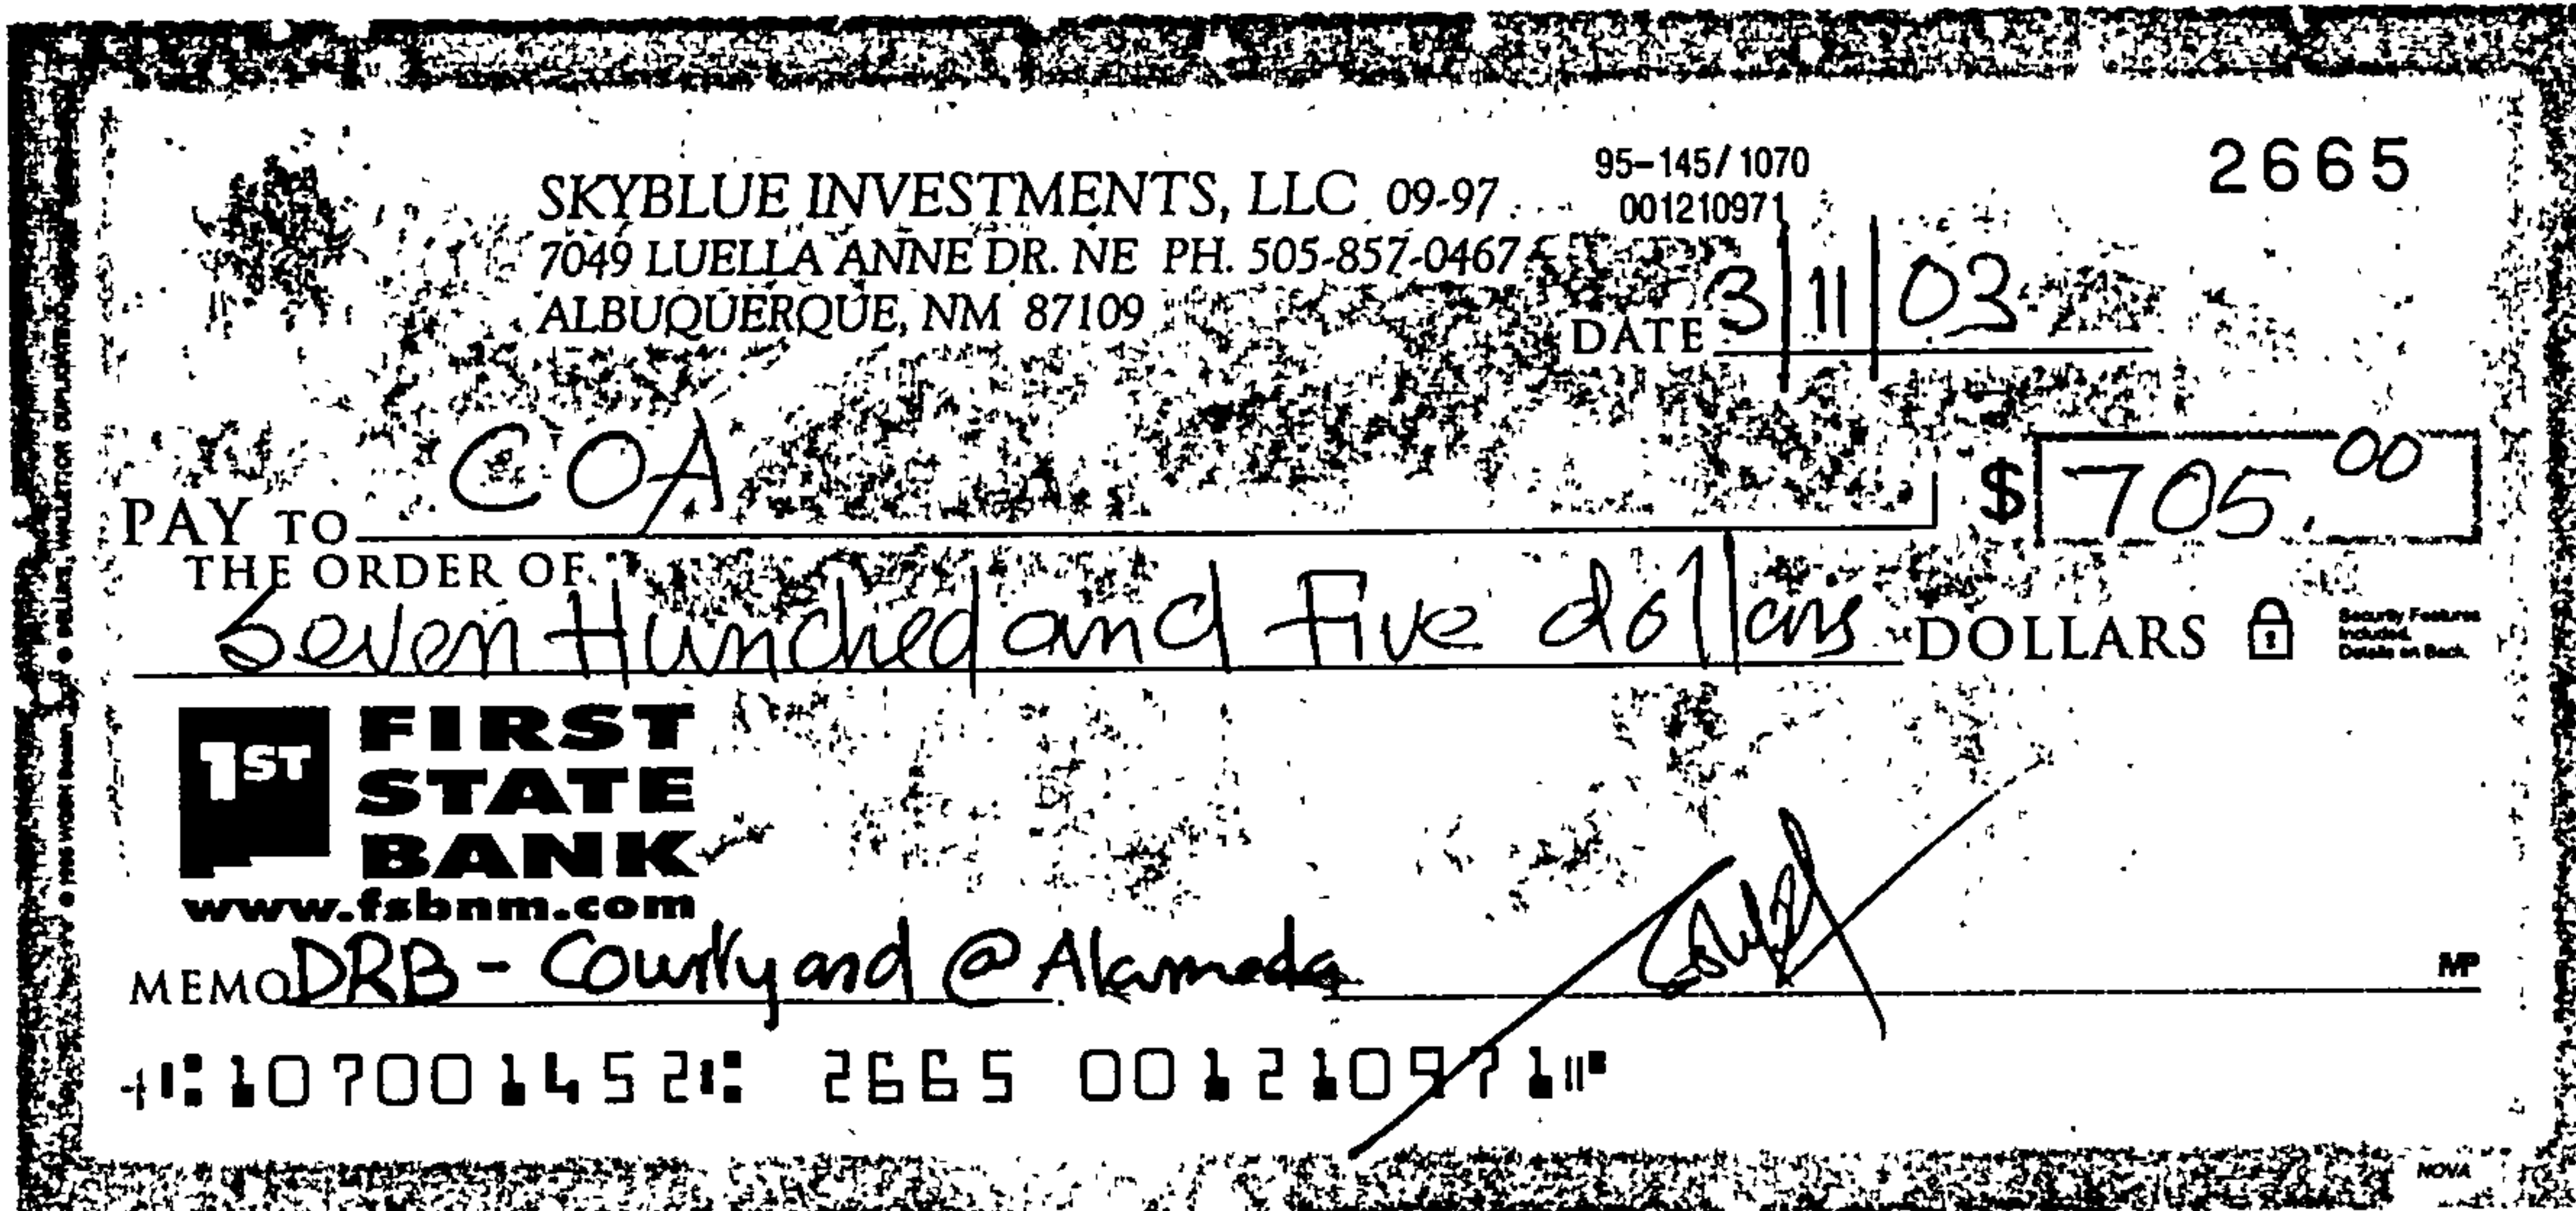 2665
95-145/1070
001210971
SKYBLUE INVESTMENTS, LLC 09-97
7049 LUELLA ANNE DR. NE PH. 505-857-0467
ALBUQUERQUE, NM 87109
DATE 3/11/03
PAY TO THE ORDER OF COA
$ 705.00
Seven Hundred and Five dollars DOLLARS
Security Features
Included.
Details on Back.
1ST FIRST
STATE
BANK
www.fsbnm.com
MEMO DRB - Courtyard @ Alameda
MP
⑆107001452⑆ 2665 001210971⑈
NOVA